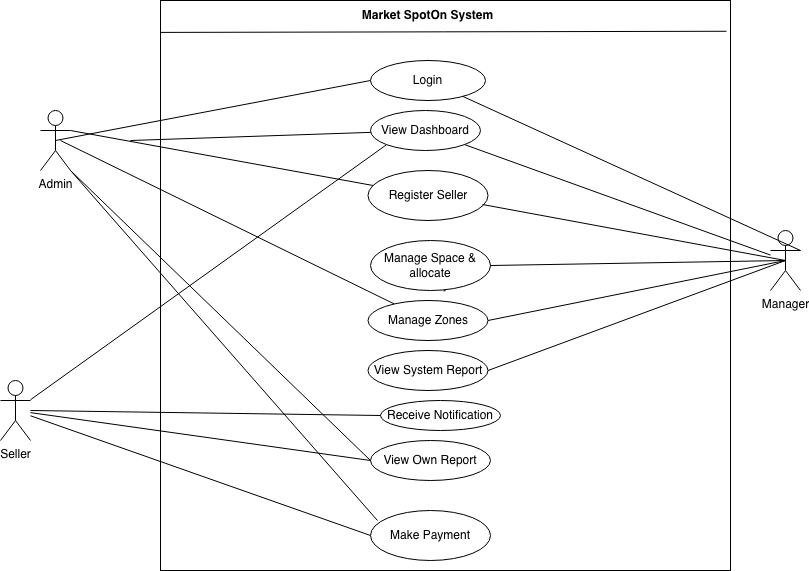 Market SpotOn System
Login
View Dashboard
Admin
Register Seller
Manage Space &
allocate
Manager
Manage Zones
View System Report
Receive Notification
Seller
View Own Report
Make Payment